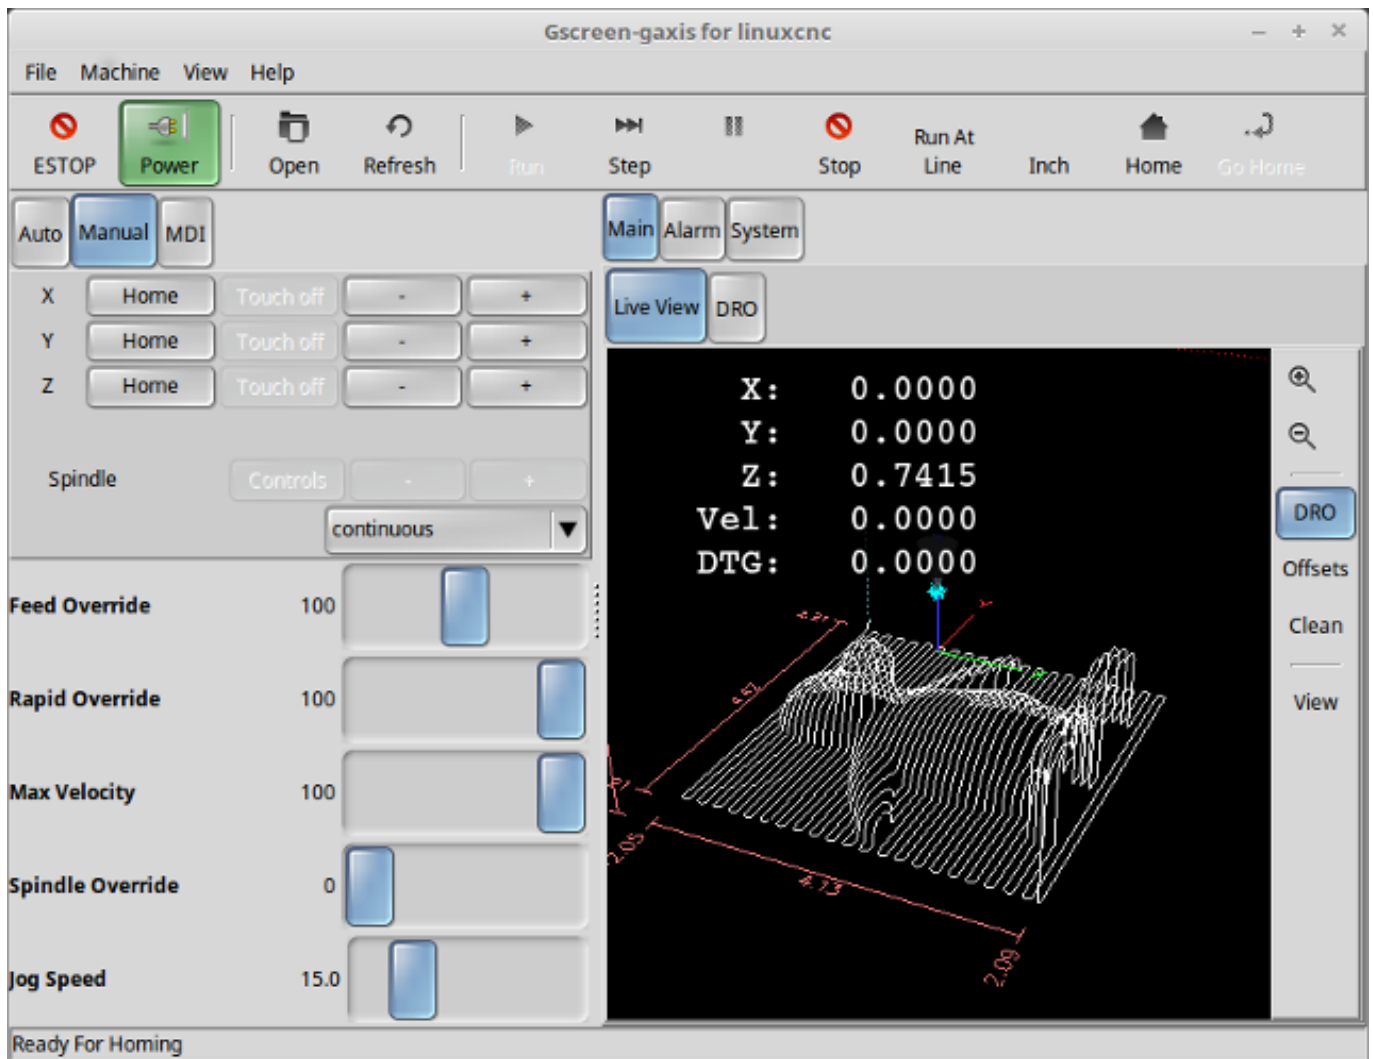 Gscreen-gaxis for linuxcnc
File Machine View Help
ESTOP Power Open Refresh Run Step Stop Run At Line Inch Home Go Home
Auto Manual MDI
Main Alarm System
X Home Touch off - +
Y Home Touch off - +
Z Home Touch off - +
Spindle Controls - +
continuous
Feed Override 100
Rapid Override 100
Max Velocity 100
Spindle Override 0
Jog Speed 15.0
Live View DRO
X: 0.0000
Y: 0.0000
Z: 0.7415
Vel: 0.0000
DTG: 0.0000
2.05
4.13
2.09
DRO
Offsets
Clean
View
Ready For Homing